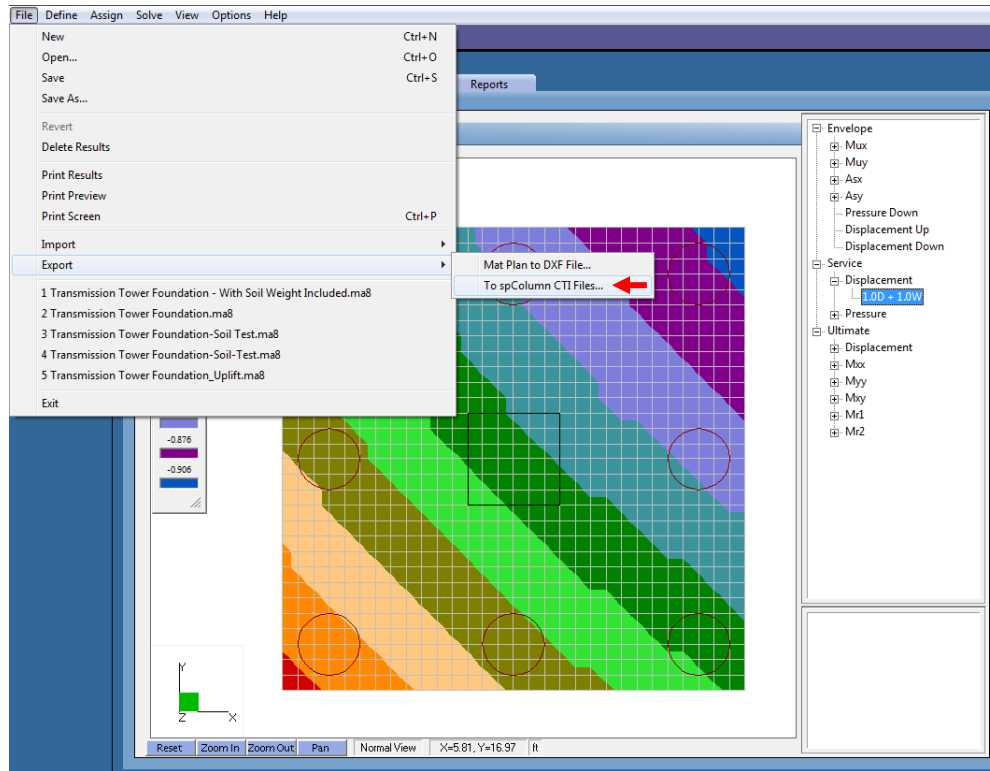 File Define Assign Solve View Options Help
New Ctrl+N
Open... Ctrl+O
Save Ctrl+S
Save As...
Revert
Delete Results
Print Results
Print Preview
Print Screen Ctrl+P
Import
Export
1 Transmission Tower Foundation - With Soil Weight Included.ma8
2 Transmission Tower Foundation.ma8
3 Transmission Tower Foundation-Soil Test.ma8
4 Transmission Tower Foundation-Soil-Test.ma8
5 Transmission Tower Foundation_Uplift.ma8
Exit
Mat Plan to DXF File...
To spColumn CTI Files...
Reports
Envelope
Mux
Muy
Asx
Asy
Pressure Down
Displacement Up
Displacement Down
Service
Displacement
1.0D + 1.0W
Pressure
Ultimate
Displacement
Mxx
Myy
Mxy
Mr1
Mr2
-0.876
-0.906
Y
Z X
Reset Zoom In Zoom Out Pan Normal View X=5.81, Y=16.97 ft